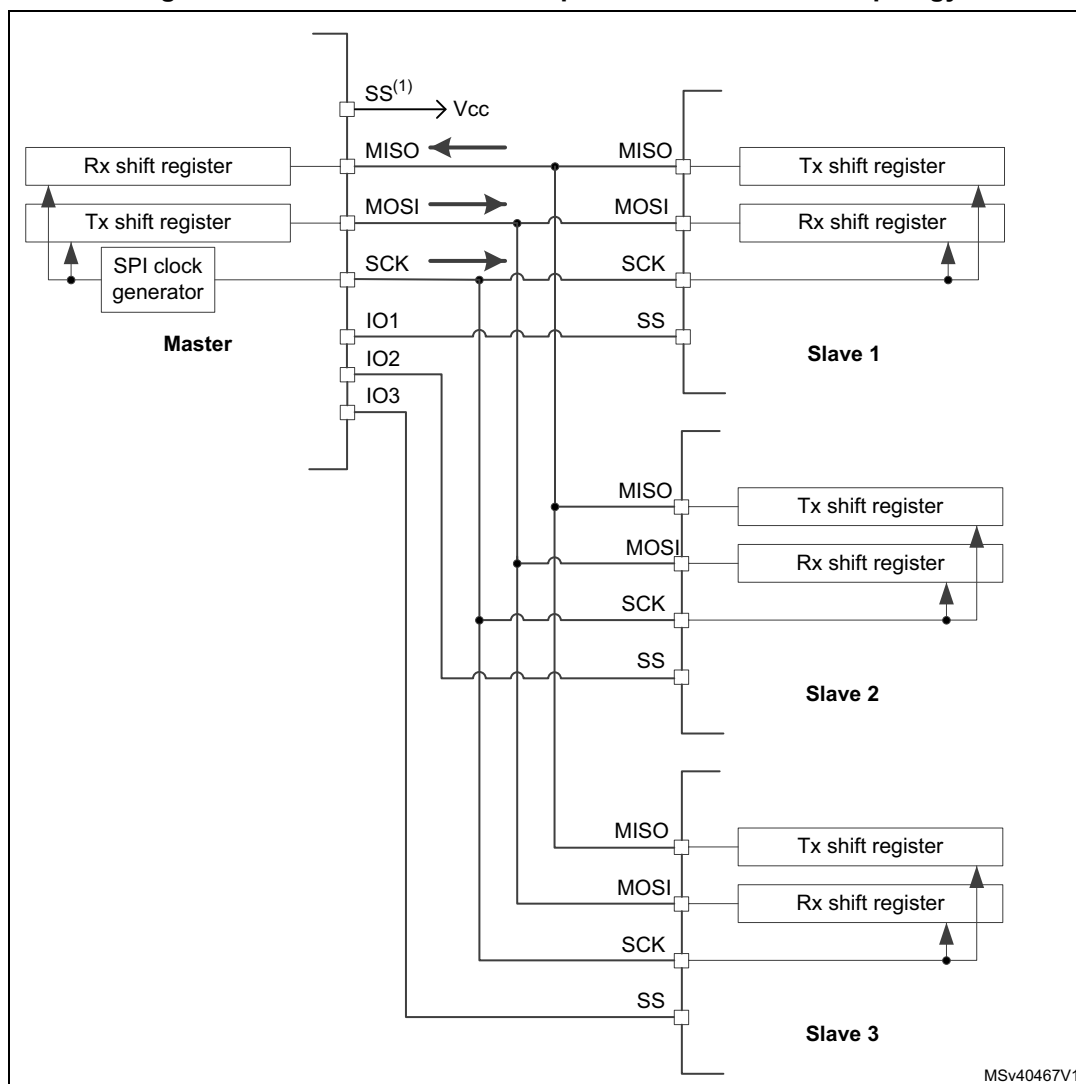 SS(1)
Vcc
MISO
MISO
Rx shift register
Tx shift register
MOSI
MOSI
Tx shift register
Rx shift register
SCK
SCK
SPI clock
generator
IO1
SS
Master
Slave 1
IO2
IO3
MISO
Tx shift register
MOSI
Rx shift register
SCK
SS
Slave 2
MISO
Tx shift register
MOSI
Rx shift register
SCK
SS
Slave 3
MSv40467V1